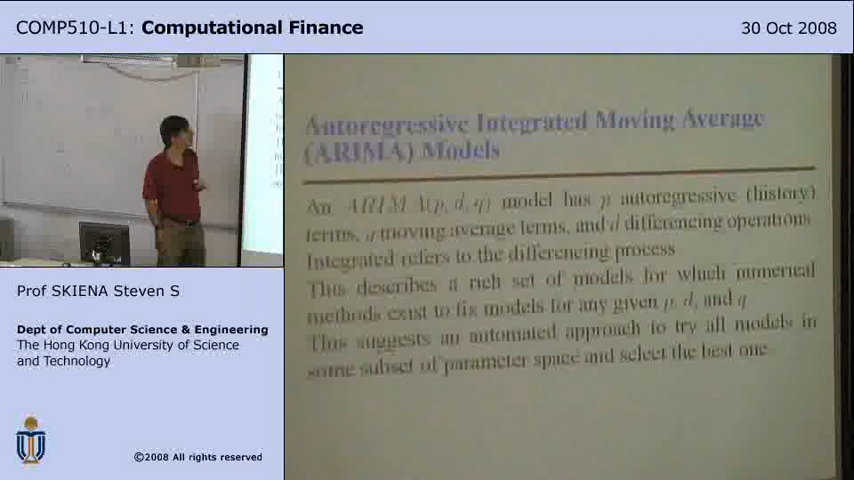 COMP510-L1: Computational Finance
30 Oct 2008
Autoregressive Integrated Moving Average
(ARIMA) Models
An ARIMA(p, d, q) model has p autoregressive (history)
terms, q moving average terms, and d differencing operations
Integrated refers to the differencing process
This describes a rich set of models for which numerical
methods exist to fix models for any given p, d, and q
This suggests an automated approach to try all models in
some subset of parameter space and select the best one
Prof SKIENA Steven S
Dept of Computer Science & Engineering
The Hong Kong University of Science
and Technology
©2008 All rights reserved